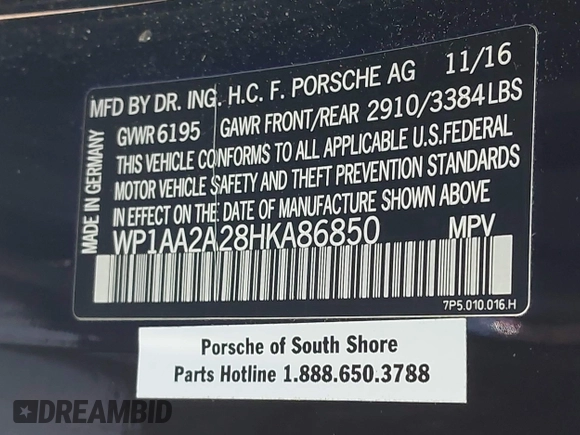 MFD BY DR. ING. H.C. F. PORSCHE AG 11/16
GVWR 6195 GAWR FRONT/REAR 2910/3384LBS
THIS VEHICLE CONFORMS TO ALL APPLICABLE U.S.FEDERAL
MOTOR VEHICLE SAFETY AND THEFT PREVENTION STANDARDS
IN EFFECT ON THE DATE OF MANUFACTURE SHOWN ABOVE
WP1AA2A28HKA86850 MPV
MADE IN GERMANY
7P5.010.016.H
Porsche of South Shore
Parts Hotline 1.888.650.3788
DREAMBID